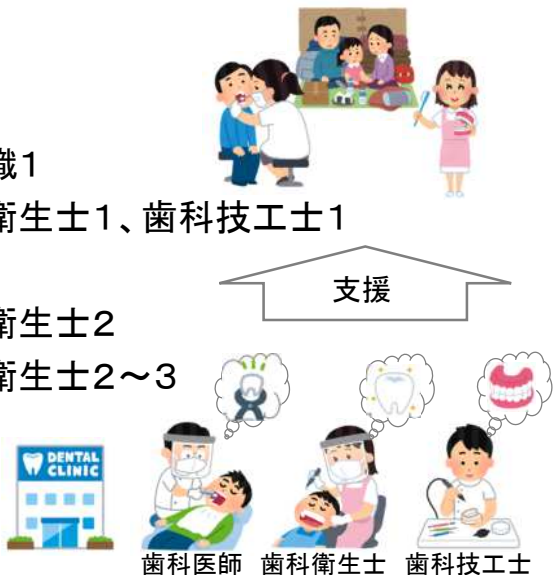 職1
衛生士1、歯科技工士1
支援
衛生士2
衛生士2~3
DENTAL
CLINIC
歯科医師 歯科衛生士 歯科技工士